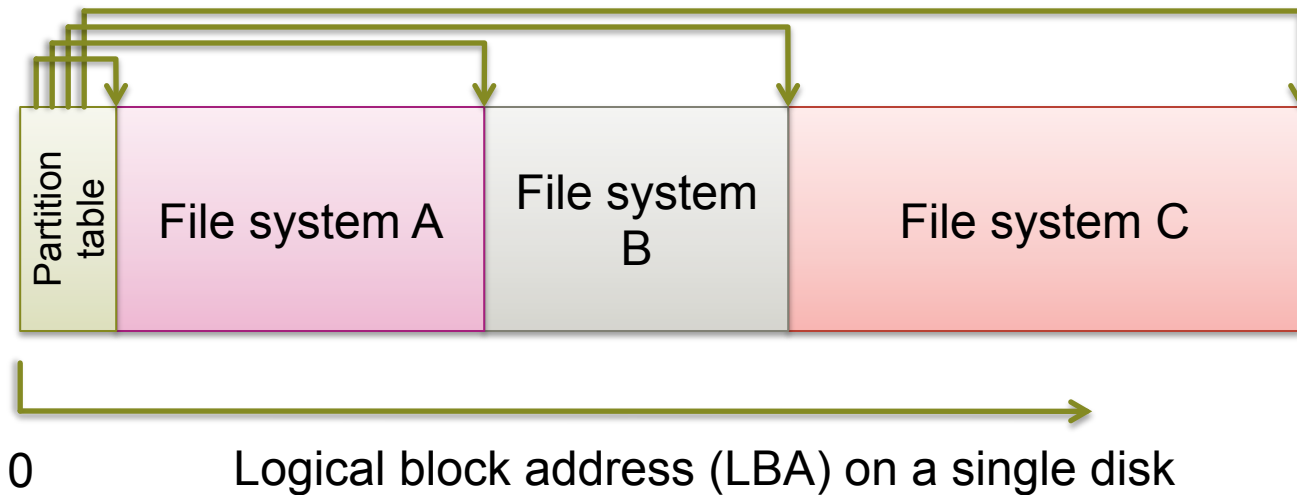 Partition
table
File system A
File system
B
File system C
0
Logical block address (LBA) on a single disk